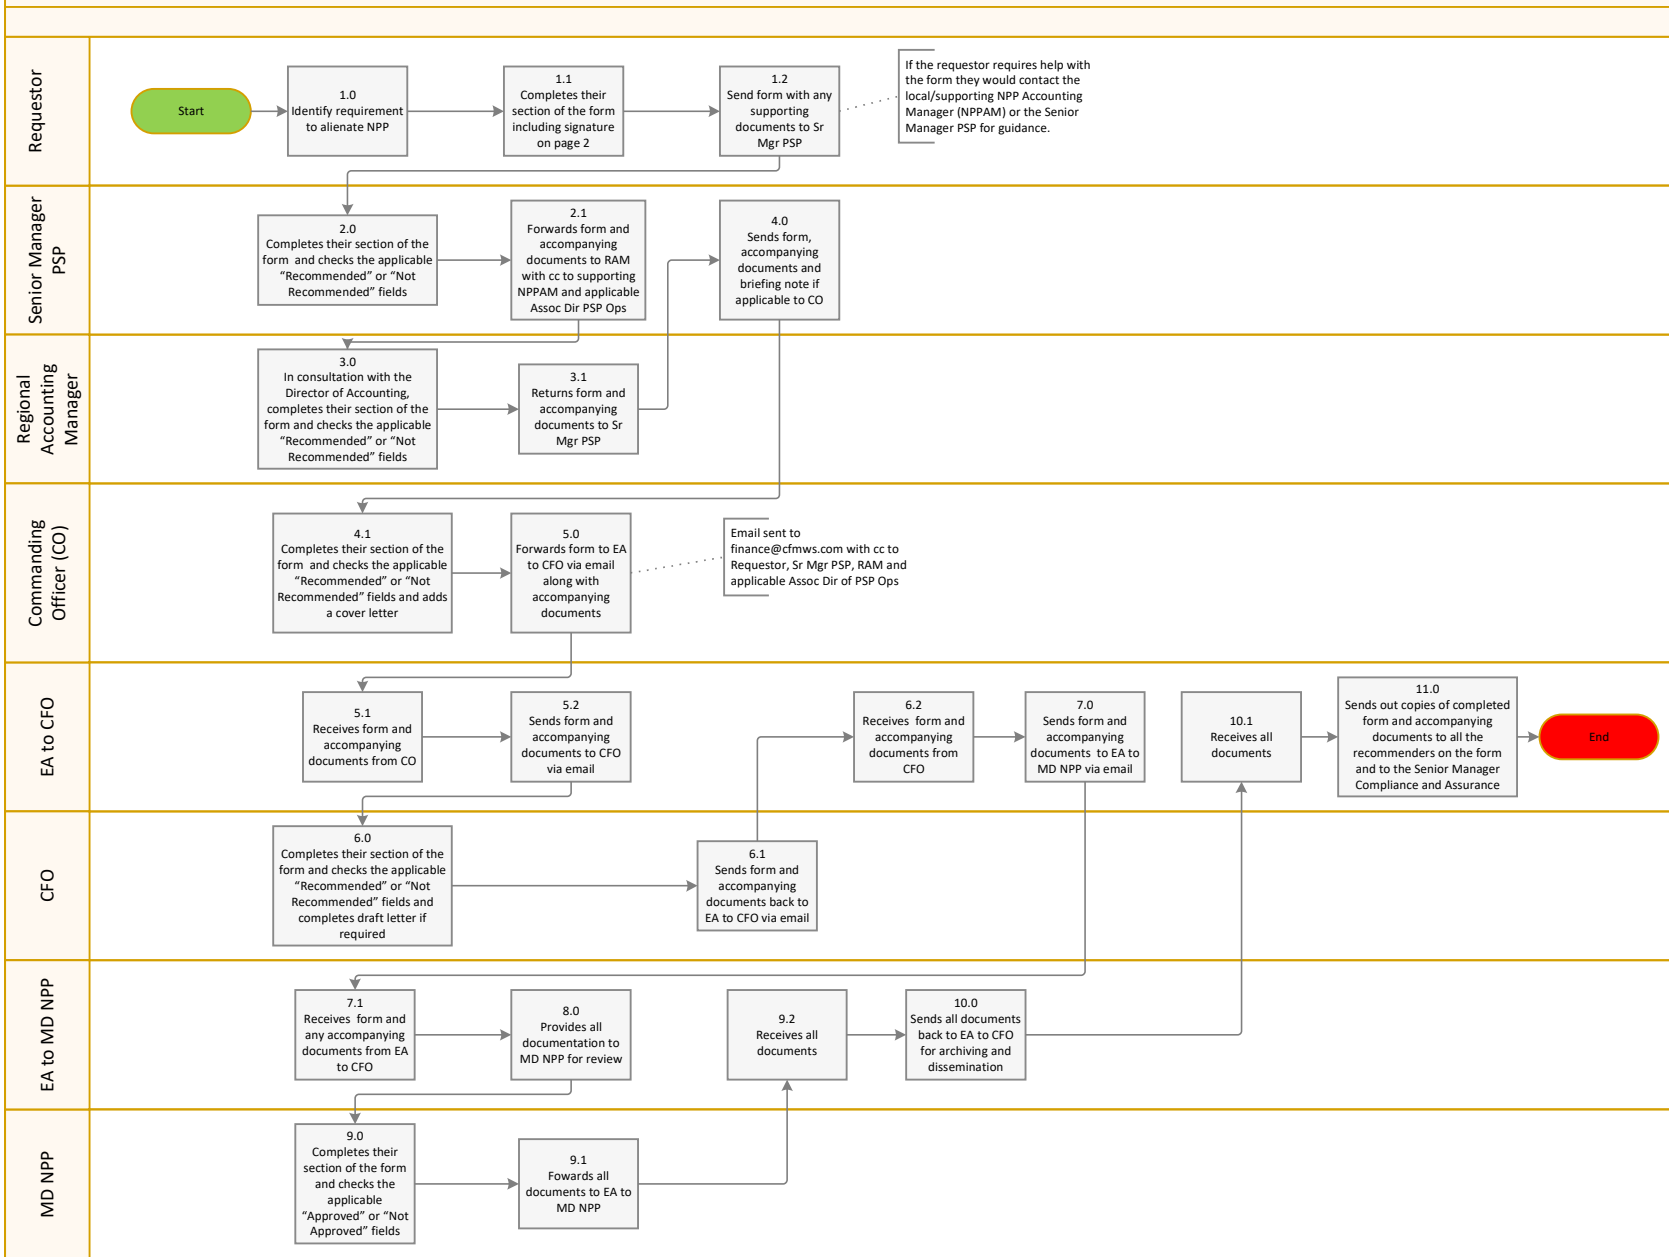 Requestor
Start
1.0
Identify requirement
to alienate NPP
1.1
Completes their
section of the form
including signature
on page 2
1.2
Send form with any
supporting
documents to Sr
Mgr PSP
If the requestor requires help with
the form they would contact the
local/supporting NPP Accounting
Manager (NPPAM) or the Senior
Manager PSP for guidance.
Senior Manager
PSP
2.0
Completes their section of the
form  and checks the applicable
“Recommended” or “Not
Recommended” fields
2.1
Forwards form and
accompanying
documents to RAM
with cc to supporting
NPPAM and applicable
Assoc Dir PSP Ops
4.0
Sends form,
accompanying
documents and
briefing note if
applicable to CO
Regional
Accounting
Manager
3.0
In consultation with the
Director of Accounting,
completes their section of the
form and checks the applicable
“Recommended” or “Not
Recommended” fields
3.1
Returns form and
accompanying
documents to Sr
Mgr PSP
Commanding
Officer (CO)
4.1
Completes their section of the
form  and checks the applicable
“Recommended” or “Not
Recommended” fields and adds
a cover letter
5.0
Forwards form to EA
to CFO via email
along with
accompanying
documents
Email sent to
finance@cfmws.com with cc to
Requestor, Sr Mgr PSP, RAM and
applicable Assoc Dir of PSP Ops
EA to CFO
5.1
Receives form and
accompanying
documents from CO
5.2
Sends form and
accompanying
documents to CFO
via email
6.2
Receives  form and
accompanying
documents from
CFO
7.0
Sends form and
accompanying
documents  to EA to
MD NPP via email
10.1
Receives all
documents
11.0
Sends out copies of completed
form and accompanying
documents to all the
recommenders on the form
and to the Senior Manager
Compliance and Assurance
End
CFO
6.0
Completes their section of the
form and checks the applicable
“Recommended” or “Not
Recommended” fields and
completes draft letter if
required
6.1
Sends form and
accompanying
documents back to
EA to CFO via email
EA to MD NPP
7.1
Receives  form and
any accompanying
documents from EA
to CFO
8.0
Provides all
documentation to
MD NPP for review
9.2
Receives all
documents
10.0
Sends all documents
back to EA to CFO
for archiving and
dissemination
MD NPP
9.0
Completes their
section of the form
and checks the
applicable
“Approved” or “Not
Approved” fields
9.1
Fowards all
documents to EA to
MD NPP